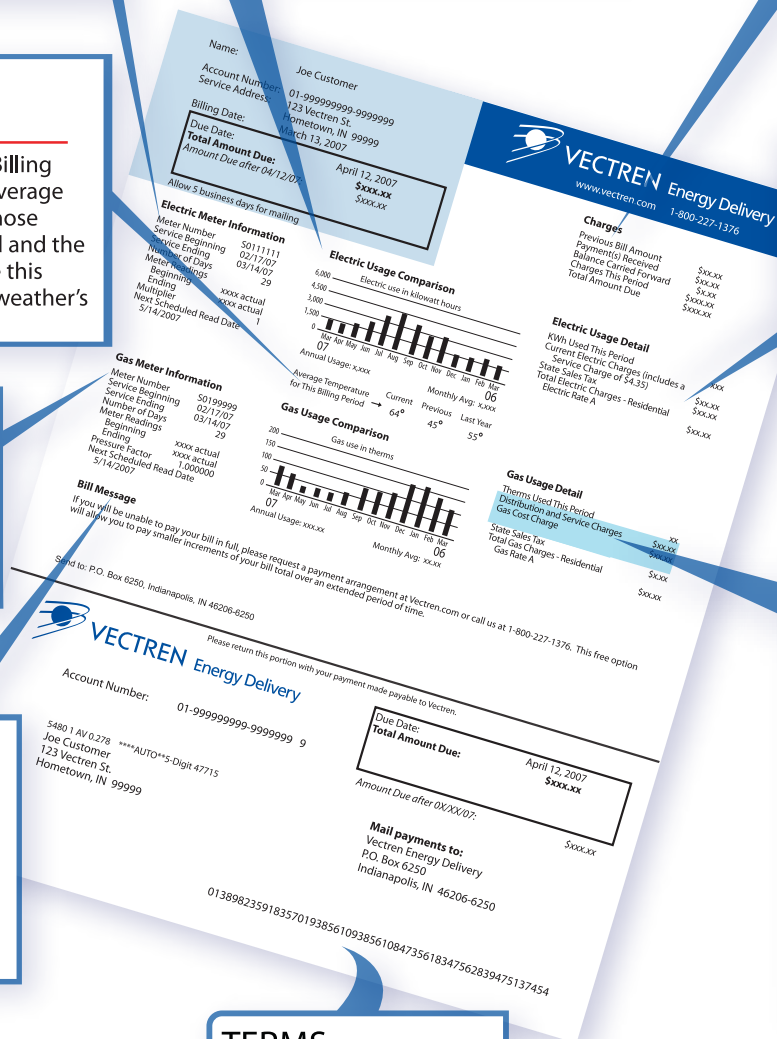 Billing
verage
hose
l and the
this
weather's
Name: Joe Customer
Account Number: 01-999999999-9999999
Service Address: 123 Vectren St.
Hometown, IN 99999
Billing Date: March 13, 2007
Due Date: April 12, 2007
Total Amount Due: $xxx.xx
Amount Due after 04/12/07: $xxx.xx
Allow 5 business days for mailing
VECTREN Energy Delivery
www.vectren.com 1-800-227-1376
Electric Meter Information
Meter Number S0111111
Service Beginning 02/17/07
Service Ending 03/14/07
Number of Days 29
Meter Readings
Beginning xxxx actual
Ending xxxx actual
Multiplier 1
Next Scheduled Read Date
5/14/2007
Electric Usage Comparison
Electric use in kilowatt hours
6,000
4,500
3,000
1,500
0
Mar Apr May Jun Jul Aug Sep Oct Nov Dec Jan Feb Mar
07 06
Annual Usage: x,xxx Monthly Avg: x,xxx
Average Temperature for This Billing Period → Current 64° Previous 45° Last Year 55°
Charges
Previous Bill Amount $xx.xx
Payment(s) Received $xx.xx
Balance Carried Forward $x.xx
Charges This Period $xxx.xx
Total Amount Due $xxx.xx
Electric Usage Detail
KWh Used This Period xxx
Current Electric Charges (includes a
Service Charge of $4.35) $xx.xx
State Sales Tax $xx.xx
Total Electric Charges - Residential $xx.xx
Electric Rate A
Gas Meter Information
Meter Number S0199999
Service Beginning 02/17/07
Service Ending 03/14/07
Number of Days 29
Meter Readings
Beginning xxxx actual
Ending xxxx actual
Pressure Factor 1.000000
Next Scheduled Read Date
5/14/2007
Gas Usage Comparison
Gas use in therms
200
150
100
50
0
Mar Apr May Jun Jul Aug Sep Oct Nov Dec Jan Feb Mar
07 06
Annual Usage: xxx.xx Monthly Avg: xx.xx
Gas Usage Detail
Therms Used This Period xx
Distribution and Service Charges $xx.xx
Gas Cost Charge $xx.xx
State Sales Tax $x.xx
Total Gas Charges - Residential $xx.xx
Gas Rate A
Bill Message
If you will be unable to pay your bill in full, please request a payment arrangement at Vectren.com or call us at 1-800-227-1376. This free option
will allow you to pay smaller increments of your bill total over an extended period of time.
Send to: P.O. Box 6250, Indianapolis, IN 46206-6250
Please return this portion with your payment made payable to Vectren.
VECTREN Energy Delivery
Account Number: 01-999999999-9999999 9
5480 1 AV 0.278 ****AUTO**5-Digit 47715
Joe Customer
123 Vectren St.
Hometown, IN 99999
Due Date: April 12, 2007
Total Amount Due: $xxx.xx
Amount Due after 0X/XX/07: $xxx.xx
Mail payments to:
Vectren Energy Delivery
P.O. Box 6250
Indianapolis, IN 46206-6250
01389823591835701938561093856108473561834756283947513​7454
TERMS